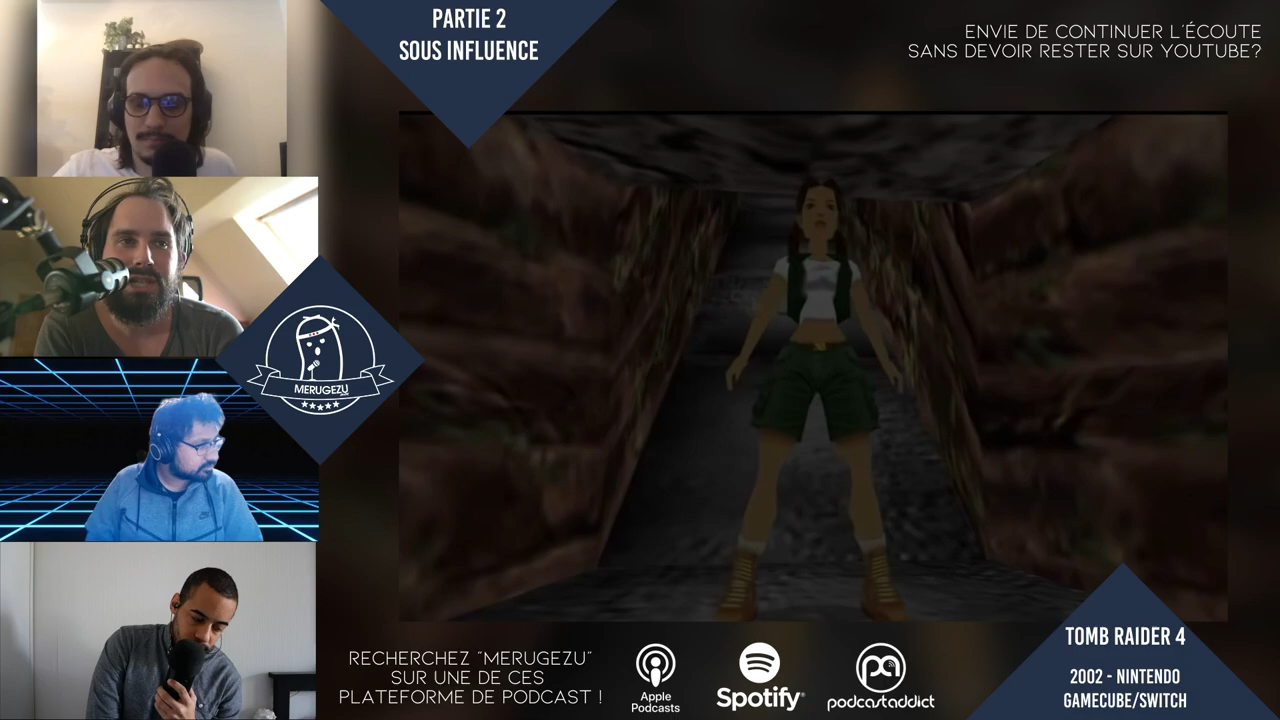 PARTIE 2
SOUS INFLUENCE
ENVIE DE CONTINUER L'ÉCOUTE
SANS DEVOIR RESTER SUR YOUTUBE?
MERUGEZU
RECHERCHEZ "MERUGEZU"
SUR UNE DE CES
PLATEFORME DE PODCAST !
Apple
Podcasts
Spotify
podcastaddict
TOMB RAIDER 4
2002 - NINTENDO
GAMECUBE/SWITCH